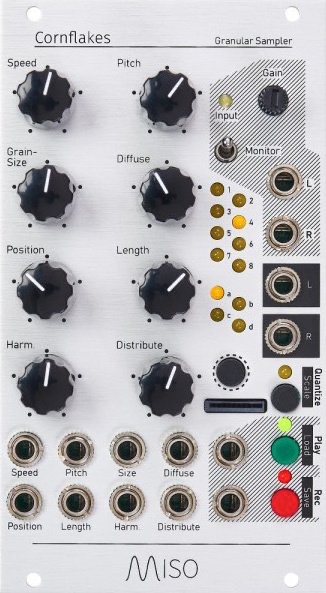 Cornflakes
Granular Sampler
Speed
Pitch
Gain
Input
Grain-
Size
Diffuse
Monitor
L
R
1
2
3
4
5
6
7
8
Position
Length
a
b
c
d
L
R
Harm.
Distribute
Quantize
Scale
Play
Load
Rec
Save
Speed
Pitch
Size
Diffuse
Position
Length
Harm.
Distribute
MISO